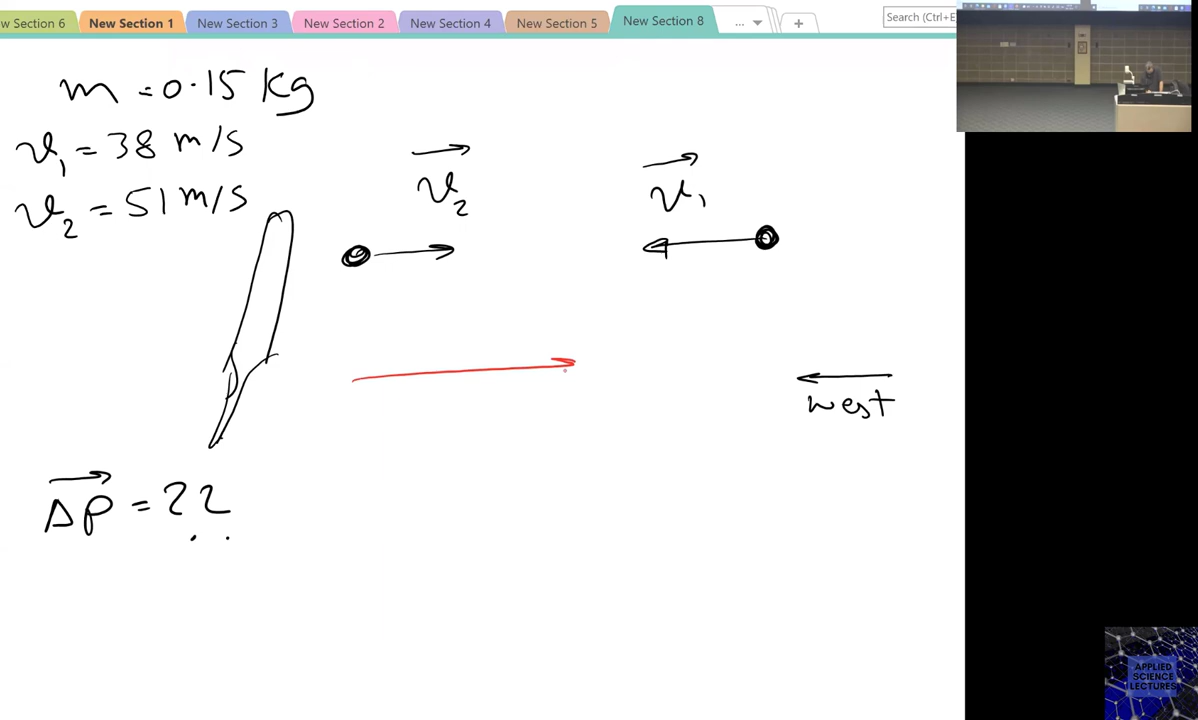 w Section 6 New Section 1 New Section 3 New Section 2 New Section 4 New Section 5 New Section 8 ... +
Search (Ctrl+E
m = 0.15 Kg
v₁ = 38 m/s
v₂ = 51 m/s
v₂
v₁
west
ΔP = ??
APPLIED
SCIENCE
LECTURES